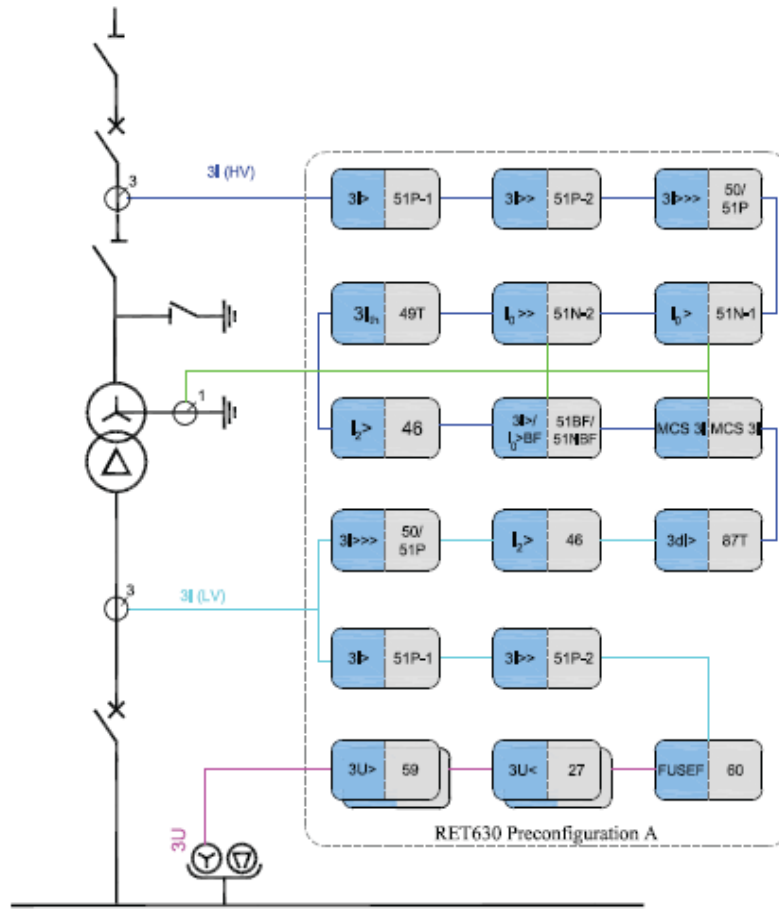 3
3I (HV)
3I>
51P-1
3I>>
51P-2
3I>>>
50/
51P
3Ith
49T
I0 >>
51N-2
I0 >
51N-1
1
I2>
46
3I>/
I0>BF
51BF/
51NBF
MCS 3I
MCS 3I
3I>>>
50/
51P
I2>
46
3dI>
87T
3
3I (LV)
3I>
51P-1
3I>>
51P-2
3U>
59
3U<
27
FUSEF
60
3U
RET630 Preconfiguration A